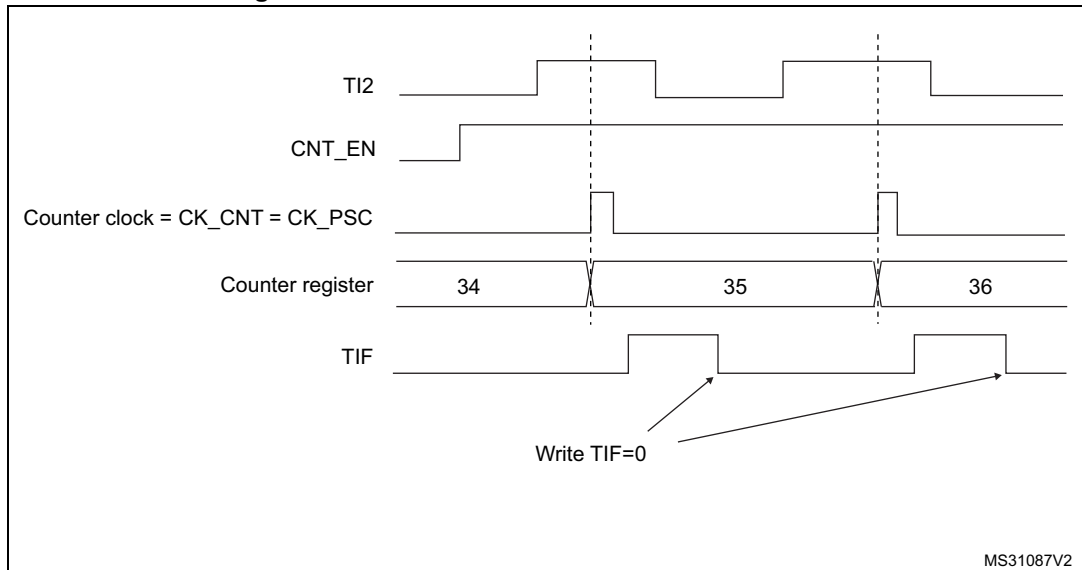 TI2
CNT_EN
Counter clock = CK_CNT = CK_PSC
Counter register 34 35 36
TIF
Write TIF=0
MS31087V2